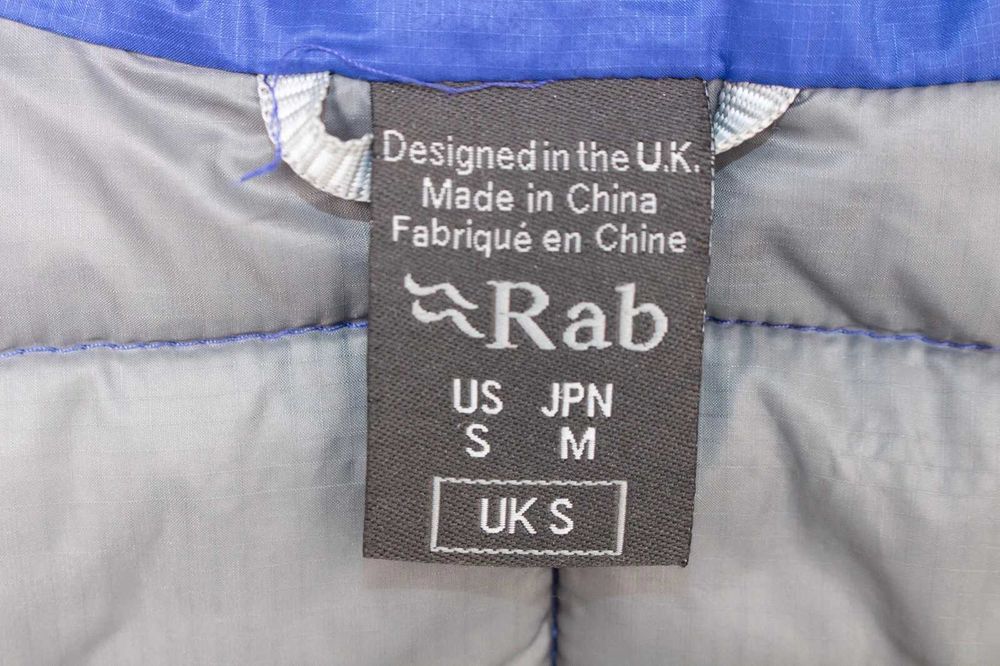 Designed in the U.K.
Made in China
Fabriqué en Chine
Rab
US JPN
S M
UK S